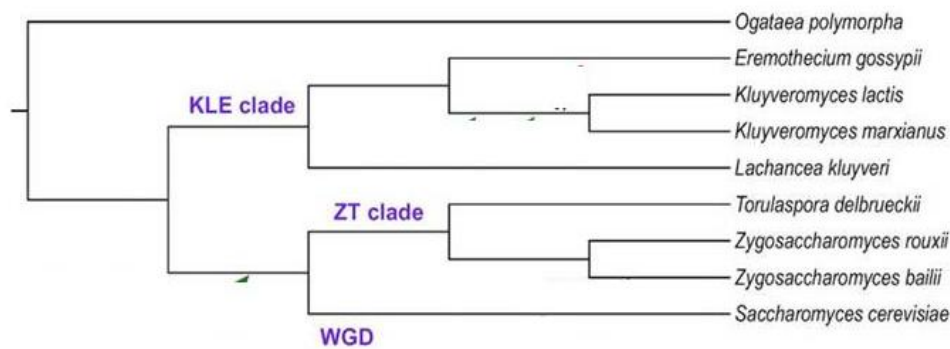 Ogataea polymorpha
Eremothecium gossypii
KLE clade
Kluyveromyces lactis
Kluyveromyces marxianus
Lachancea kluyveri
ZT clade
Torulaspora delbrueckii
Zygosaccharomyces rouxii
Zygosaccharomyces bailii
Saccharomyces cerevisiae
WGD